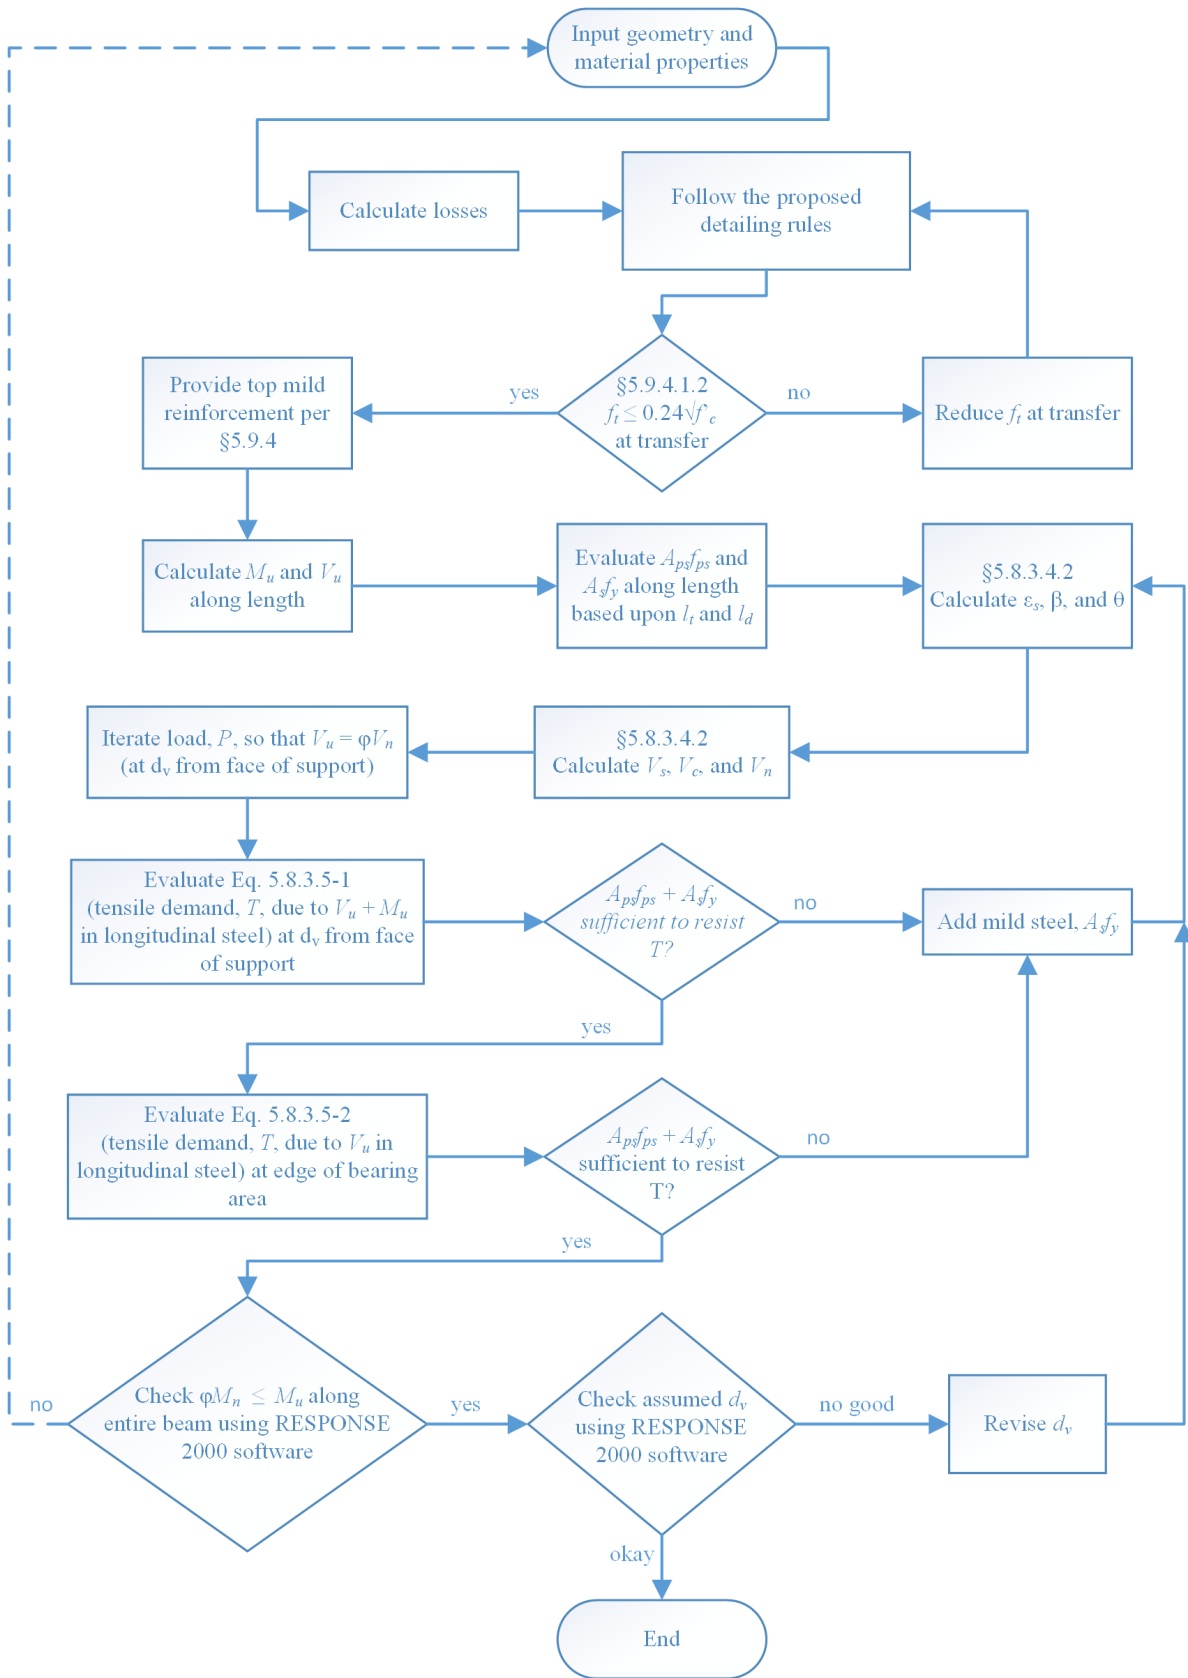 Input geometry and
material properties
Calculate losses
Follow the proposed
detailing rules
Provide top mild
reinforcement per
§5.9.4
yes
§5.9.4.1.2
f_t ≤ 0.24√f'_c
at transfer
no
Reduce f_t at transfer
Calculate M_u and V_u
along length
Evaluate A_ps f_ps and
A_s f_y along length
based upon l_t and l_d
§5.8.3.4.2
Calculate ε_s, β, and θ
Iterate load, P, so that V_u = φV_n
(at d_v from face of support)
§5.8.3.4.2
Calculate V_s, V_c, and V_n
Evaluate Eq. 5.8.3.5-1
(tensile demand, T, due to V_u + M_u
in longitudinal steel) at d_v from face
of support
A_ps f_ps + A_s f_y
sufficient to resist
T?
no
Add mild steel, A_s f_y
yes
Evaluate Eq. 5.8.3.5-2
(tensile demand, T, due to V_u in
longitudinal steel) at edge of bearing
area
A_ps f_ps + A_s f_y
sufficient to resist
T?
no
yes
no
Check φM_n ≤ M_u along
entire beam using RESPONSE
2000 software
yes
Check assumed d_v
using RESPONSE
2000 software
no good
Revise d_v
okay
End